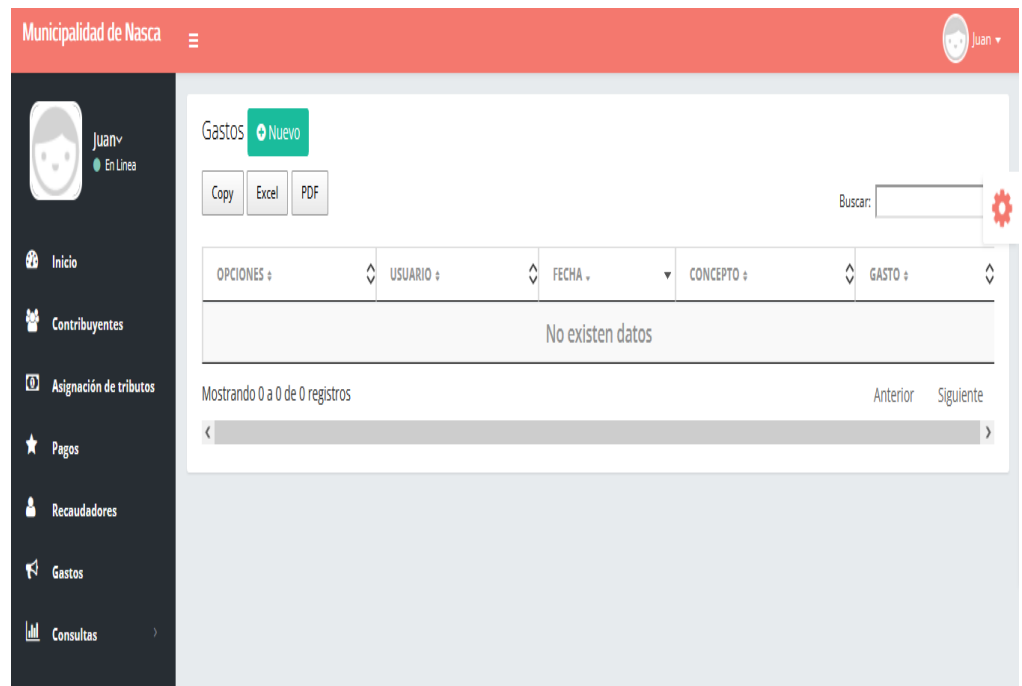 Municipalidad de Nasca
Juan
Juan
En Linea
Inicio
Contribuyentes
Asignación de tributos
Pagos
Recaudadores
Gastos
Consultas
Gastos Nuevo
Copy Excel PDF
Buscar:
OPCIONES USUARIO FECHA CONCEPTO GASTO
No existen datos
Mostrando 0 a 0 de 0 registros
Anterior Siguiente